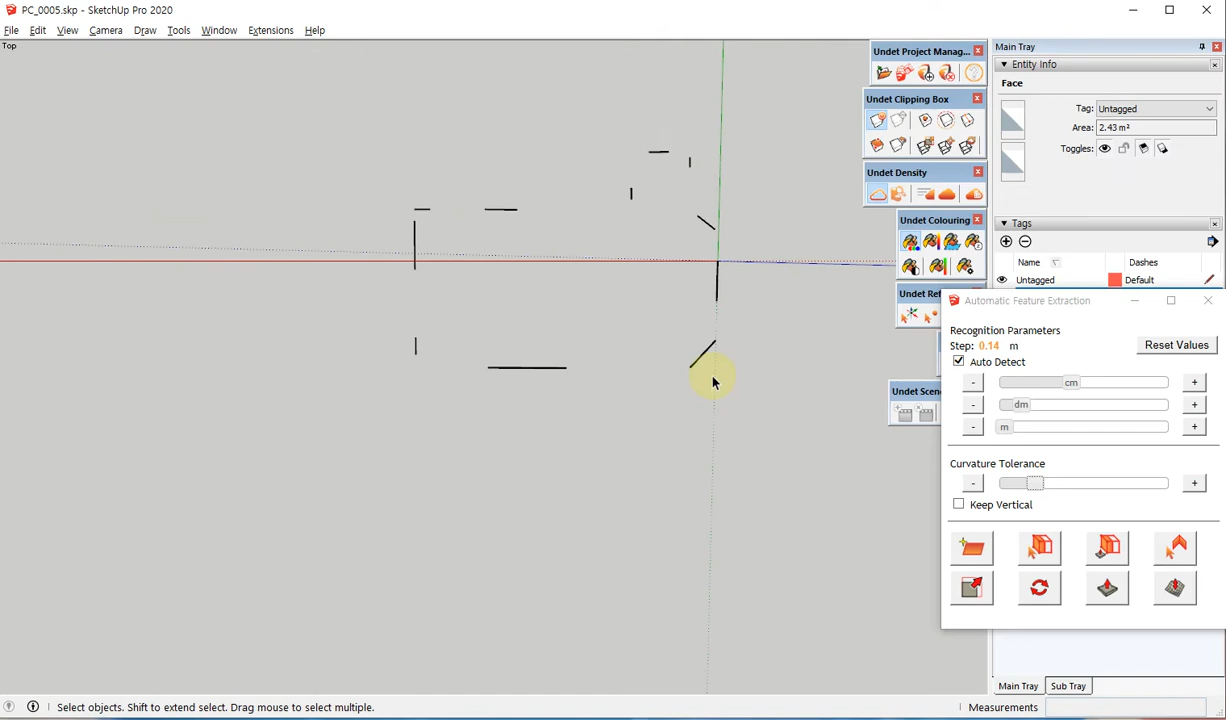 PC_0005.skp - SketchUp Pro 2020
File Edit View Camera Draw Tools Window Extensions Help
Top
Undet Project Manag...
Undet Clipping Box
Undet Density
Undet Colouring
Undet Ref
Undet Scen
Main Tray
Entity Info
Face
Tag: Untagged
Area: 2.43 m²
Toggles:
Tags
Name Dashes
Untagged Default
Automatic Feature Extraction
Recognition Parameters
Step: 0.14 m
Reset Values
Auto Detect
- cm +
- dm +
- m +
Curvature Tolerance
- +
Keep Vertical
Main Tray Sub Tray
Select objects. Shift to extend select. Drag mouse to select multiple.
Measurements